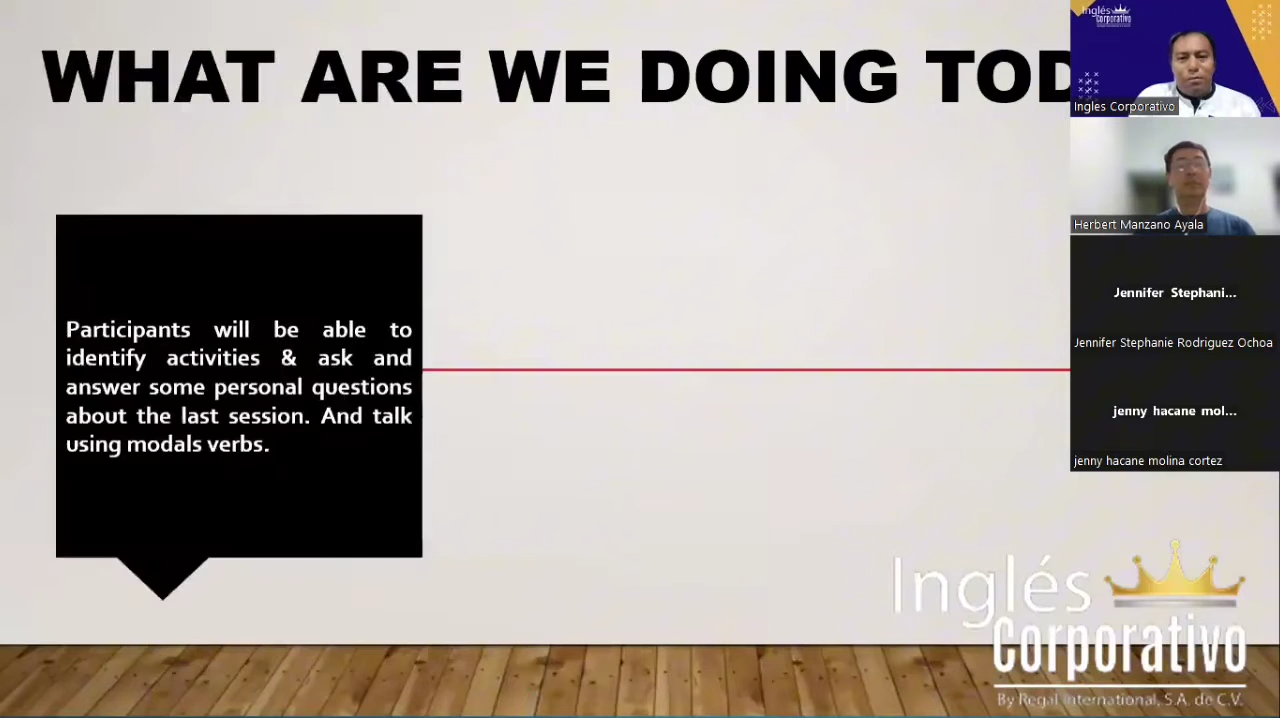 WHAT ARE WE DOING TOD
Participants will be able to
identify activities & ask and
answer some personal questions
about the last session. And talk
using modals verbs.
Inglés
Corporativo
Ingles Corporativo
Herbert Manzano Ayala
Jennifer Stephani...
Jennifer Stephanie Rodriguez Ochoa
jenny hacane mol...
jenny hacane molina cortez
Inglés
Corporativo
By Regal International, S.A. de C.V.